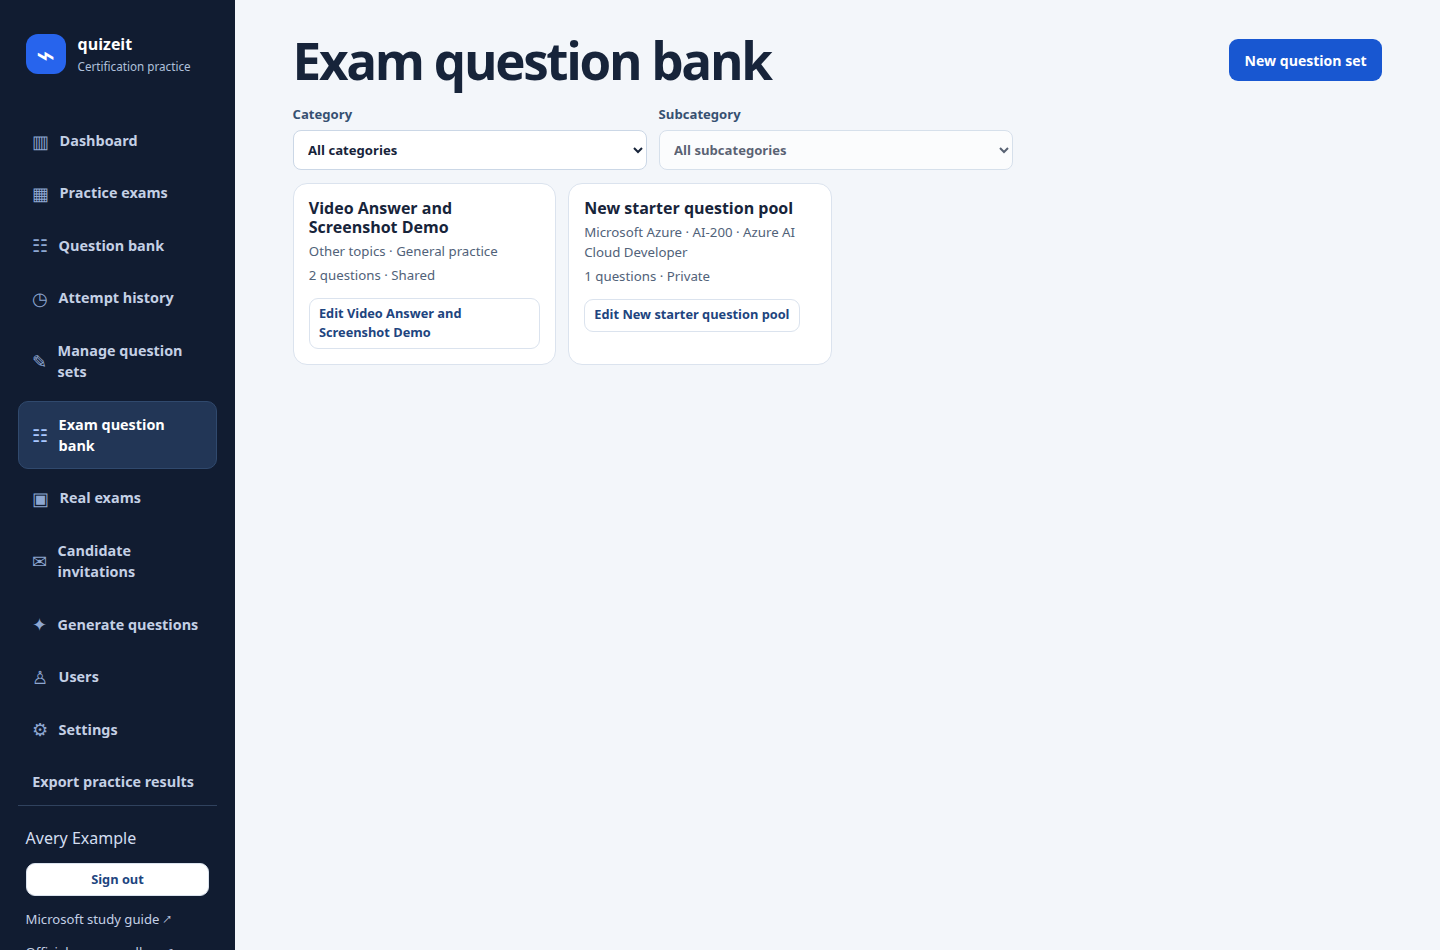 quizeit
Certification practice
Dashboard
Practice exams
Question bank
Attempt history
Manage question
sets
Exam question
bank
Real exams
Candidate
invitations
Generate questions
Users
Settings
Export practice results
Avery Example
Sign out
Microsoft study guide ↗
Exam question bank
New question set
Category
Subcategory
All categories
All subcategories
Video Answer and
Screenshot Demo
Other topics · General practice
2 questions · Shared
Edit Video Answer and
Screenshot Demo
New starter question pool
Microsoft Azure · AI-200 · Azure AI
Cloud Developer
1 questions · Private
Edit New starter question pool